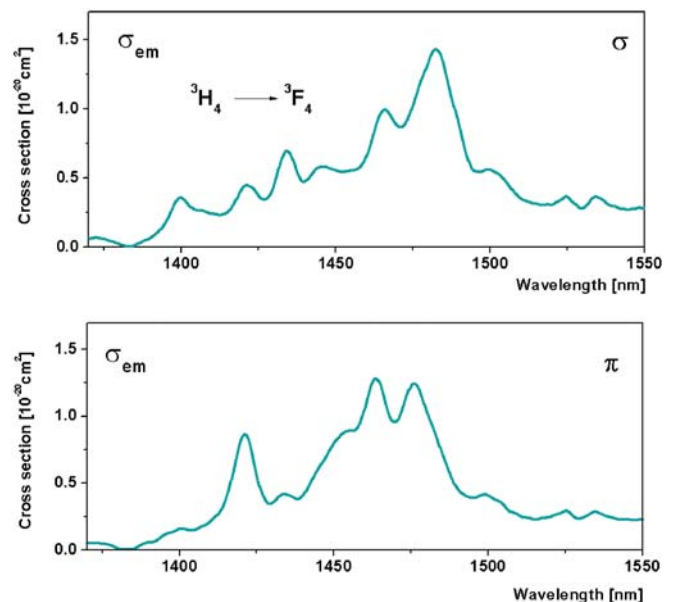 σem
σ
³H₄ → ³F₄
Cross section [10⁻²⁰cm²]
1.5
1.0
0.5
0.0
1400 1450 1500 1550
Wavelength [nm]
σem
π
Cross section [10⁻²⁰cm²]
1.5
1.0
0.5
0.0
1400 1450 1500 1550
Wavelength [nm]